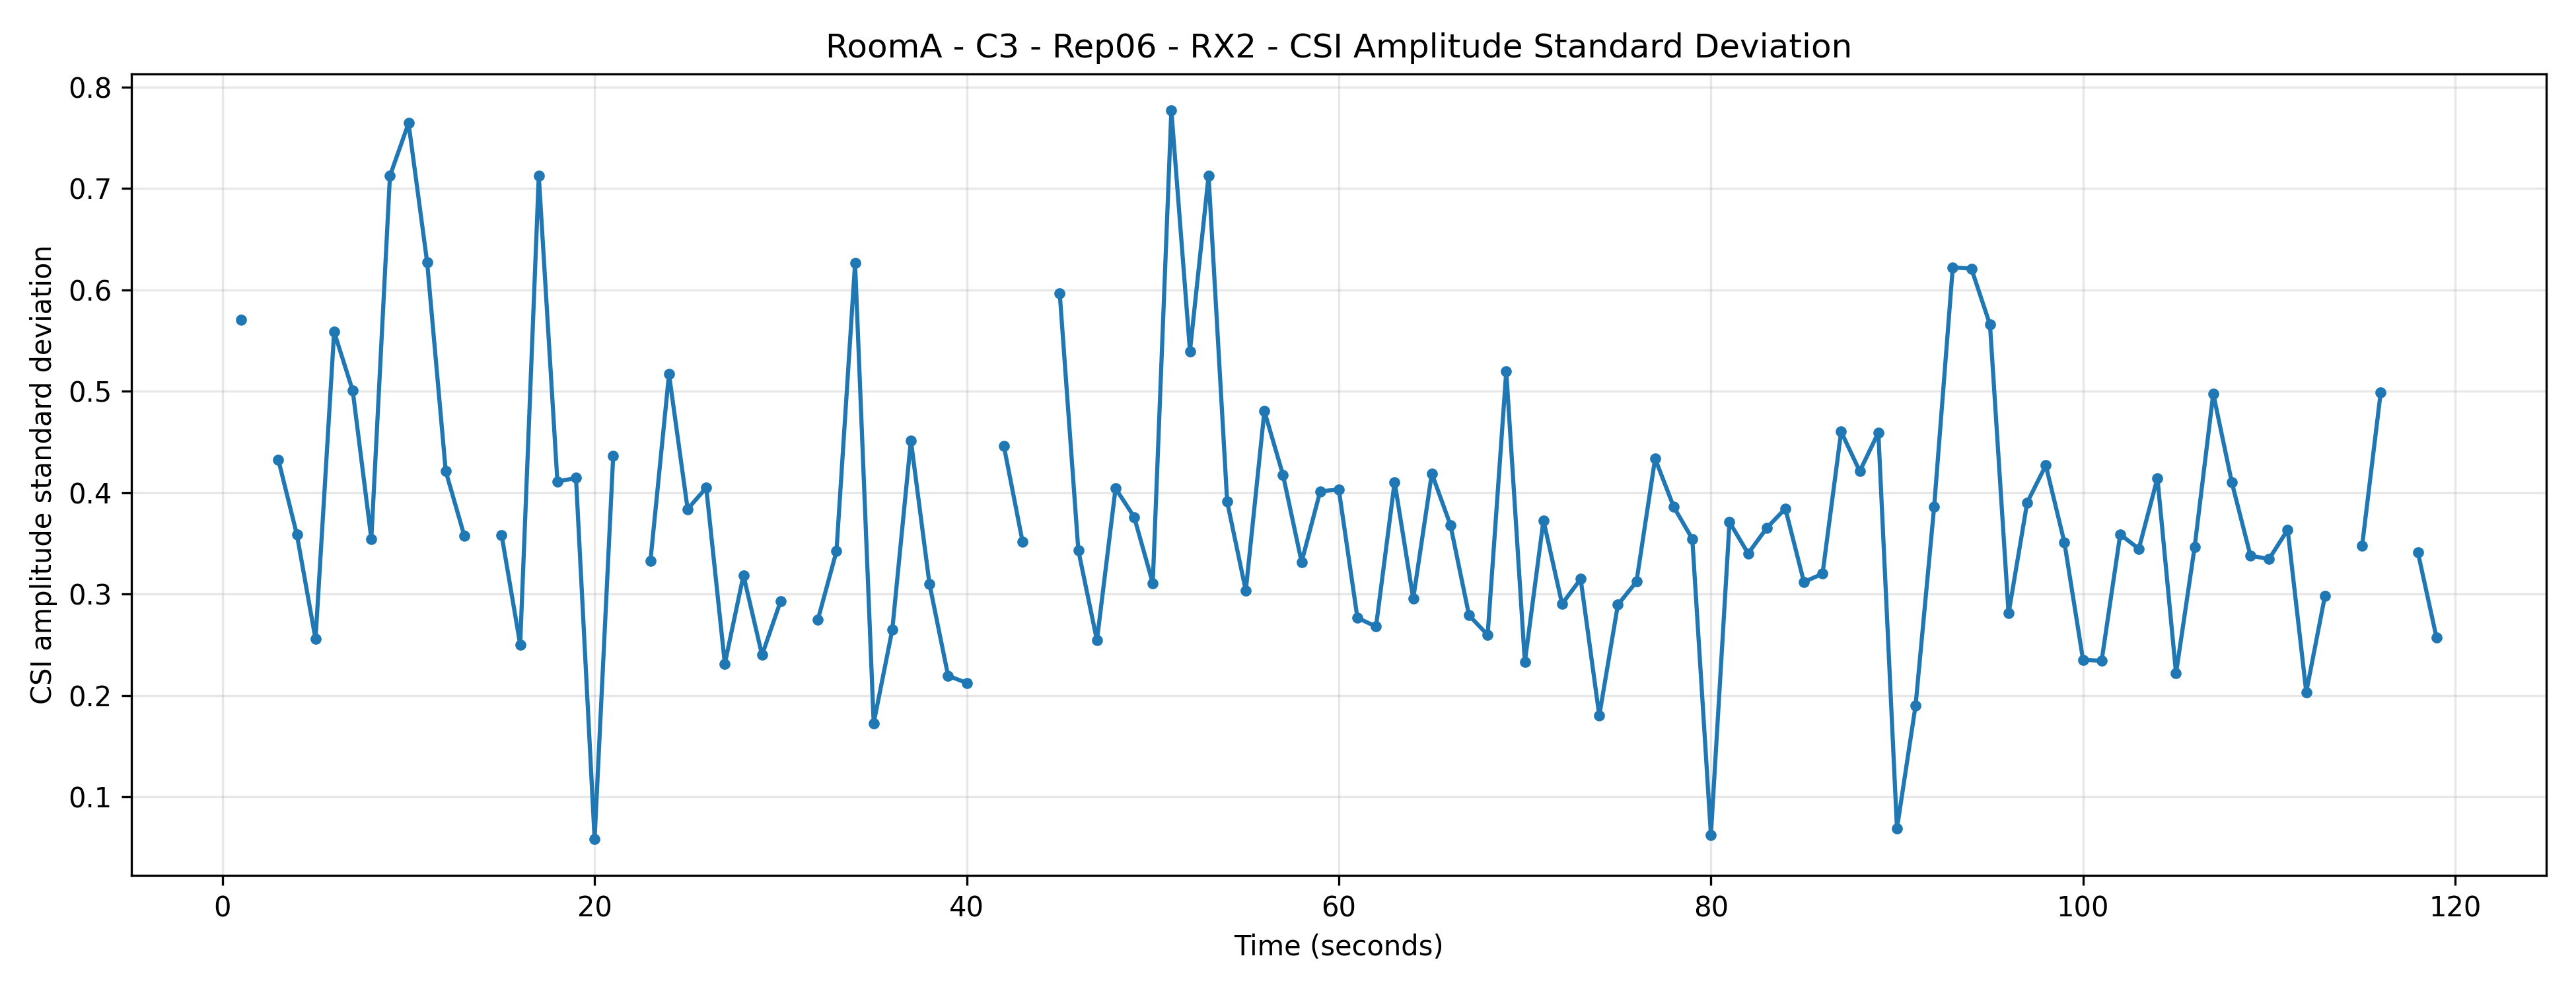 RoomA - C3 - Rep06 - RX2 - CSI Amplitude Standard Deviation
CSI amplitude standard deviation
0.8
0.7
0.6
0.5
0.4
0.3
0.2
0.1
0 20 40 60 80 100 120
Time (seconds)